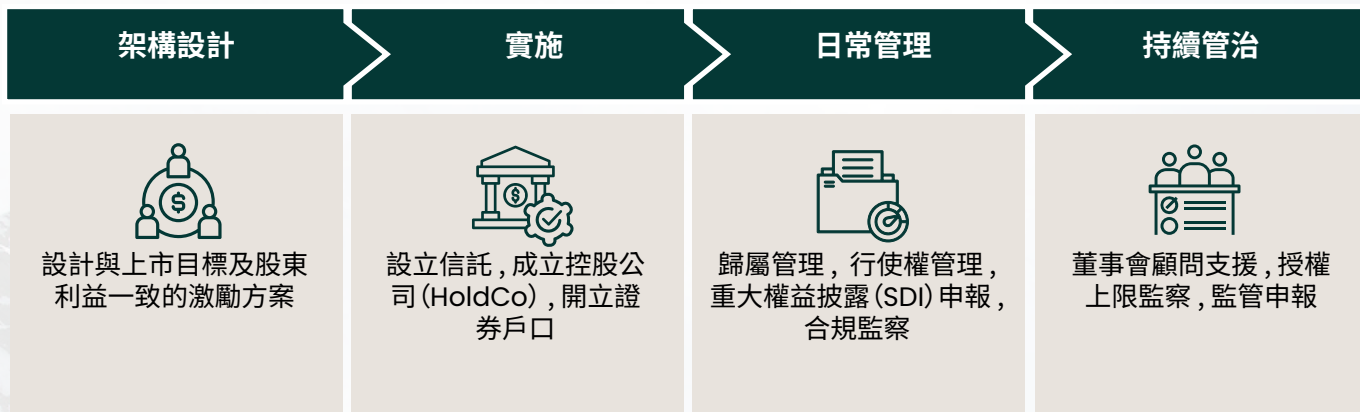 架構設計
實施
日常管理
持續管治
設計與上市目標及股東
利益一致的激勵方案
設立信託 , 成立控股公
司(HoldCo) , 開立證
券戶口
歸屬管理 , 行使權管理 ,
重大權益披露(SDI)申報 ,
合規監察
董事會顧問支援 , 授權
上限監察 , 監管申報